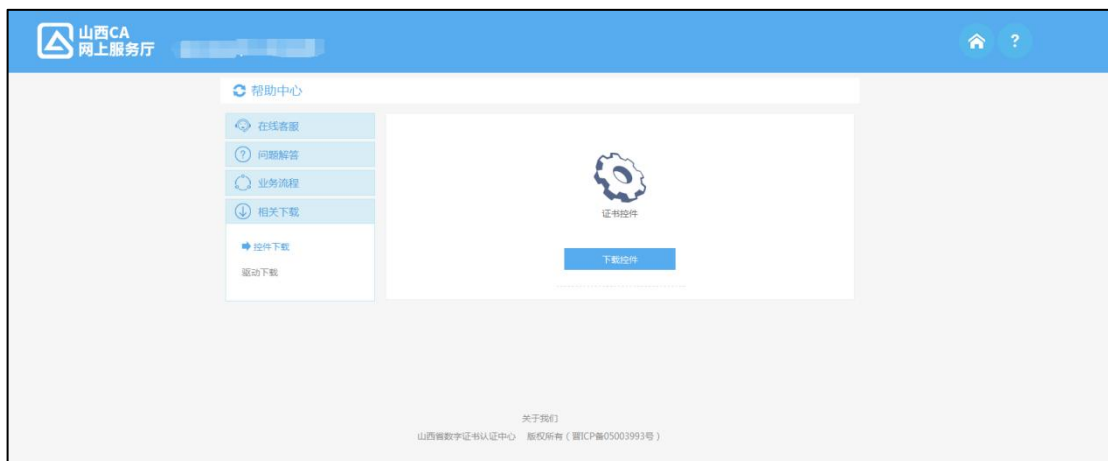 山西CA
网上服务厅
?
帮助中心
在线客服
? 问题解答
业务流程
相关下载
控件下载
驱动下载
证书控件
下载控件
关于我们
山西省数字证书认证中心 版权所有(晋ICP备05003993号)